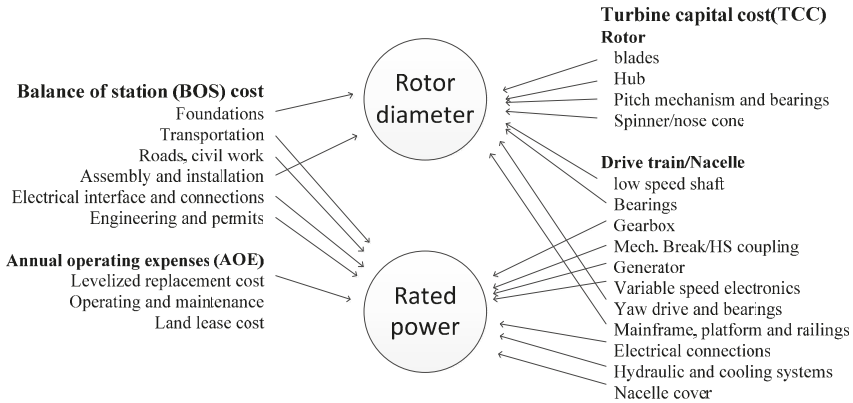 Balance of station (BOS) cost
Foundations
Transportation
Roads, civil work
Assembly and installation
Electrical interface and connections
Engineering and permits
Annual operating expenses (AOE)
Levelized replacement cost
Operating and maintenance
Land lease cost
Rotor
diameter
Rated
power
Turbine capital cost(TCC)
Rotor
blades
Hub
Pitch mechanism and bearings
Spinner/nose cone
Drive train/Nacelle
low speed shaft
Bearings
Gearbox
Mech. Break/HS coupling
Generator
Variable speed electronics
Yaw drive and bearings
Mainframe, platform and railings
Electrical connections
Hydraulic and cooling systems
Nacelle cover